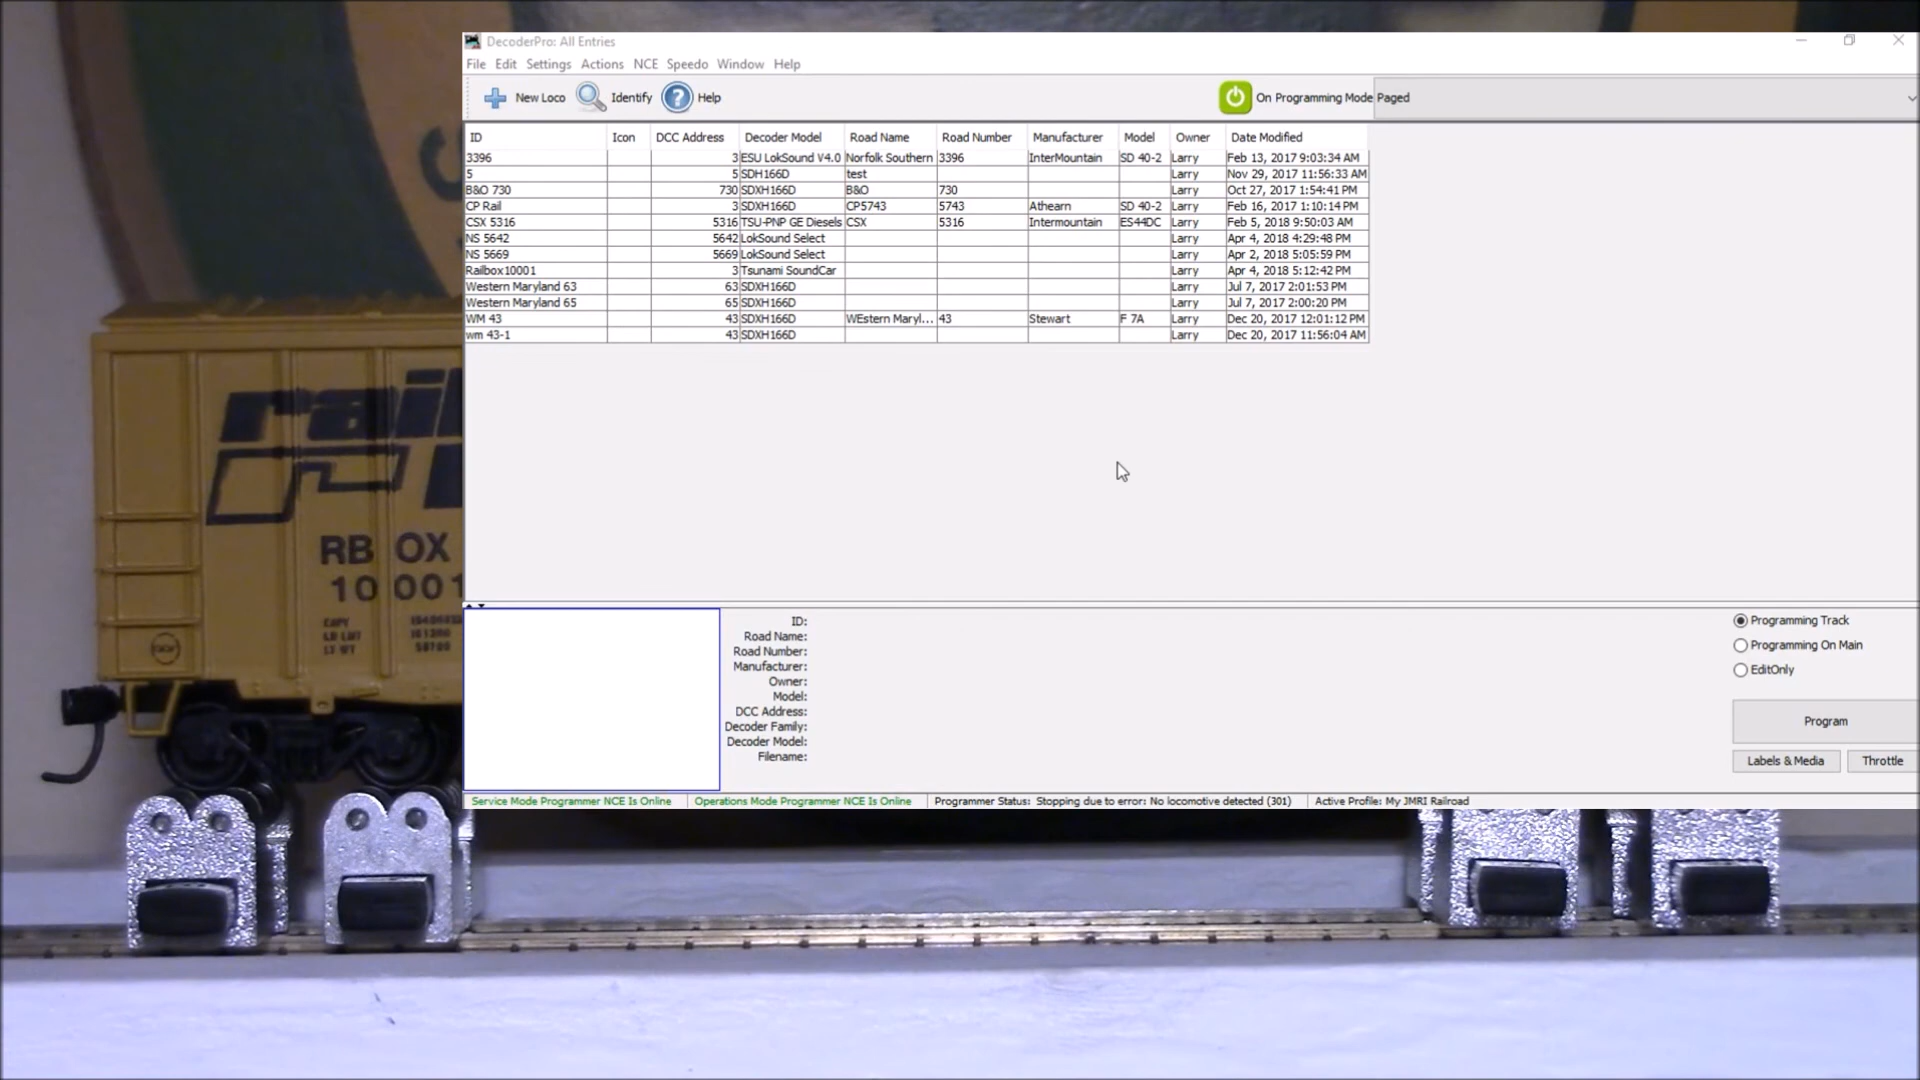 DecoderPro: All Entries
File Edit Settings Actions NCE Speedo Window Help
New Loco Identify ? Help On Programming Mode Paged
ID Icon DCC Address Decoder Model Road Name Road Number Manufacturer Model Owner Date Modified
3396 3 ESU LokSound V4.0 Norfolk Southern 3396 InterMountain SD 40-2 Larry Feb 13, 2017 9:03:34 AM
5 5 SDH166D test Larry Nov 29, 2017 11:56:33 AM
B&O 730 730 SDXH166D B&O 730 Larry Oct 27, 2017 1:54:41 PM
CP Rail 3 SDXH166D CP5743 5743 Athearn SD 40-2 Larry Feb 16, 2017 1:10:14 PM
CSX 5316 5316 TSU-PNP GE Diesels CSX 5316 Intermountain ES44DC Larry Feb 5, 2018 9:50:03 AM
NS 5642 5642 LokSound Select Larry Apr 4, 2018 4:29:48 PM
NS 5669 5669 LokSound Select Larry Apr 2, 2018 5:05:59 PM
Railbox10001 3 Tsunami SoundCar Larry Apr 4, 2018 5:12:42 PM
Western Maryland 63 63 SDXH166D Larry Jul 7, 2017 2:01:53 PM
Western Maryland 65 65 SDXH166D Larry Jul 7, 2017 2:00:20 PM
WM 43 43 SDXH166D WEstern Maryl... 43 Stewart F 7A Larry Dec 20, 2017 12:01:12 PM
wm 43-1 43 SDXH166D Larry Dec 20, 2017 11:56:04 AM
rail
RB OX
10 001
ID:
Road Name:
Road Number:
Manufacturer:
Owner:
Model:
DCC Address:
Decoder Family:
Decoder Model:
Filename:
Programming Track
Programming On Main
EditOnly
Program
Labels & Media Throttle
Service Mode Programmer NCE Is Online Operations Mode Programmer NCE Is Online Programmer Status: Stopping due to error: No locomotive detected (301) Active Profile: My JMRI Railroad